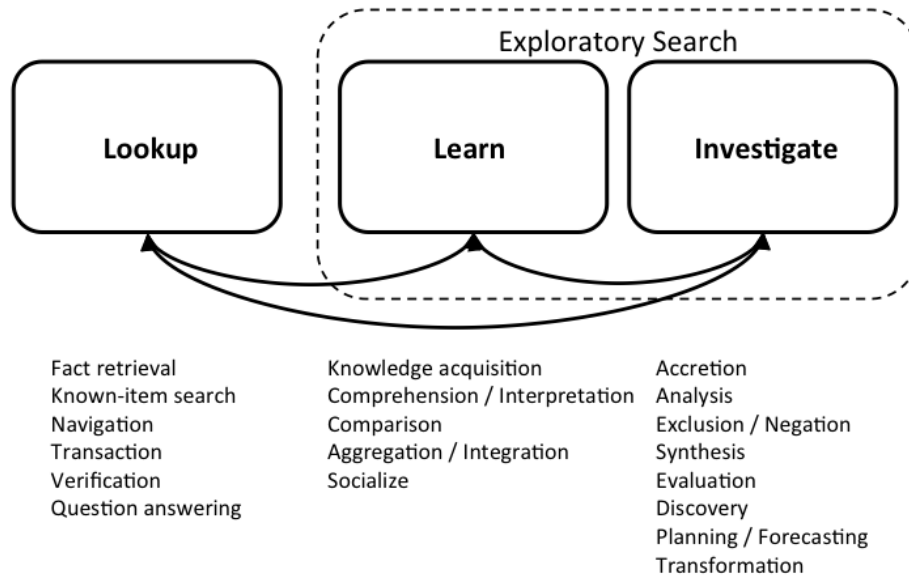 Exploratory Search
Lookup
Learn
Investigate
Fact retrieval
Known-item search
Navigation
Transaction
Verification
Question answering
Knowledge acquisition
Comprehension / Interpretation
Comparison
Aggregation / Integration
Socialize
Accretion
Analysis
Exclusion / Negation
Synthesis
Evaluation
Discovery
Planning / Forecasting
Transformation